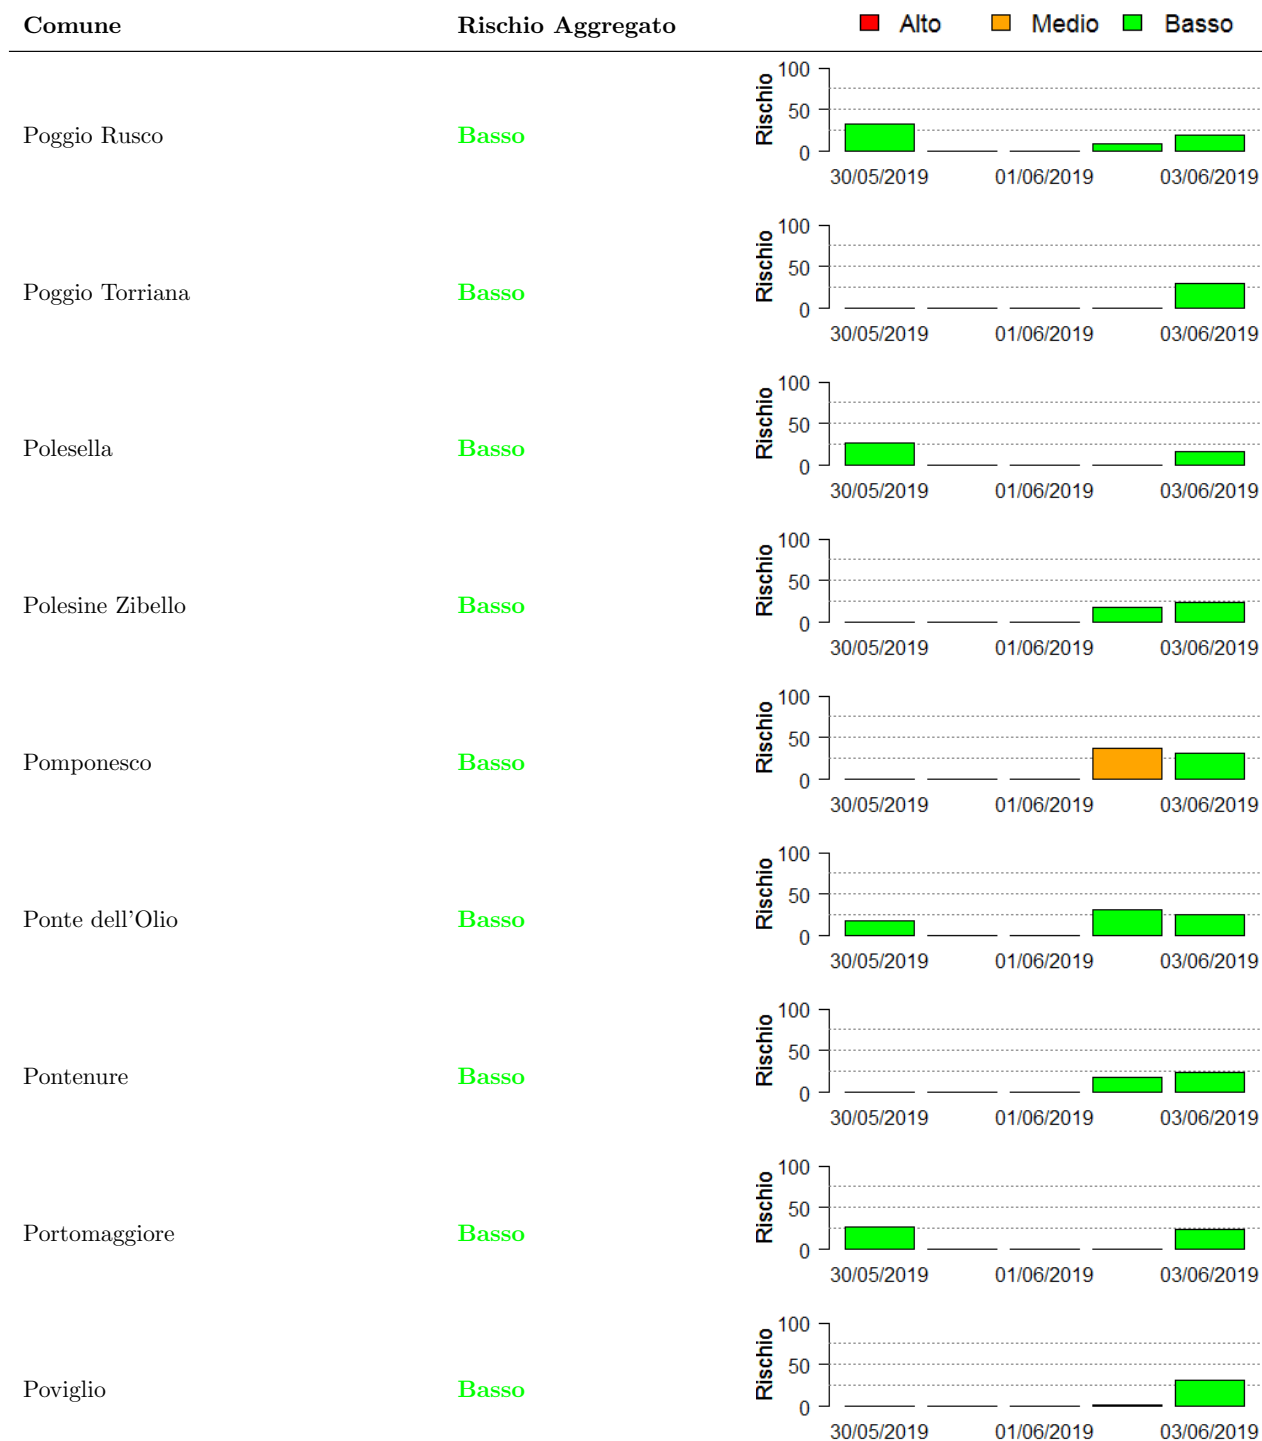 Comune Rischio Aggregato Alto Medio Basso
100
50
0
Rischio
Poggio Rusco Basso
30/05/2019 01/06/2019 03/06/2019
100
50
0
Rischio
Poggio Torriana Basso
30/05/2019 01/06/2019 03/06/2019
100
50
0
Rischio
Polesella Basso
30/05/2019 01/06/2019 03/06/2019
100
50
0
Rischio
Polesine Zibello Basso
30/05/2019 01/06/2019 03/06/2019
100
50
0
Rischio
Pomponesco Basso
30/05/2019 01/06/2019 03/06/2019
100
50
0
Rischio
Ponte dell'Olio Basso
30/05/2019 01/06/2019 03/06/2019
100
50
0
Rischio
Pontenure Basso
30/05/2019 01/06/2019 03/06/2019
100
50
0
Rischio
Portomaggiore Basso
30/05/2019 01/06/2019 03/06/2019
100
50
0
Rischio
Poviglio Basso
30/05/2019 01/06/2019 03/06/2019